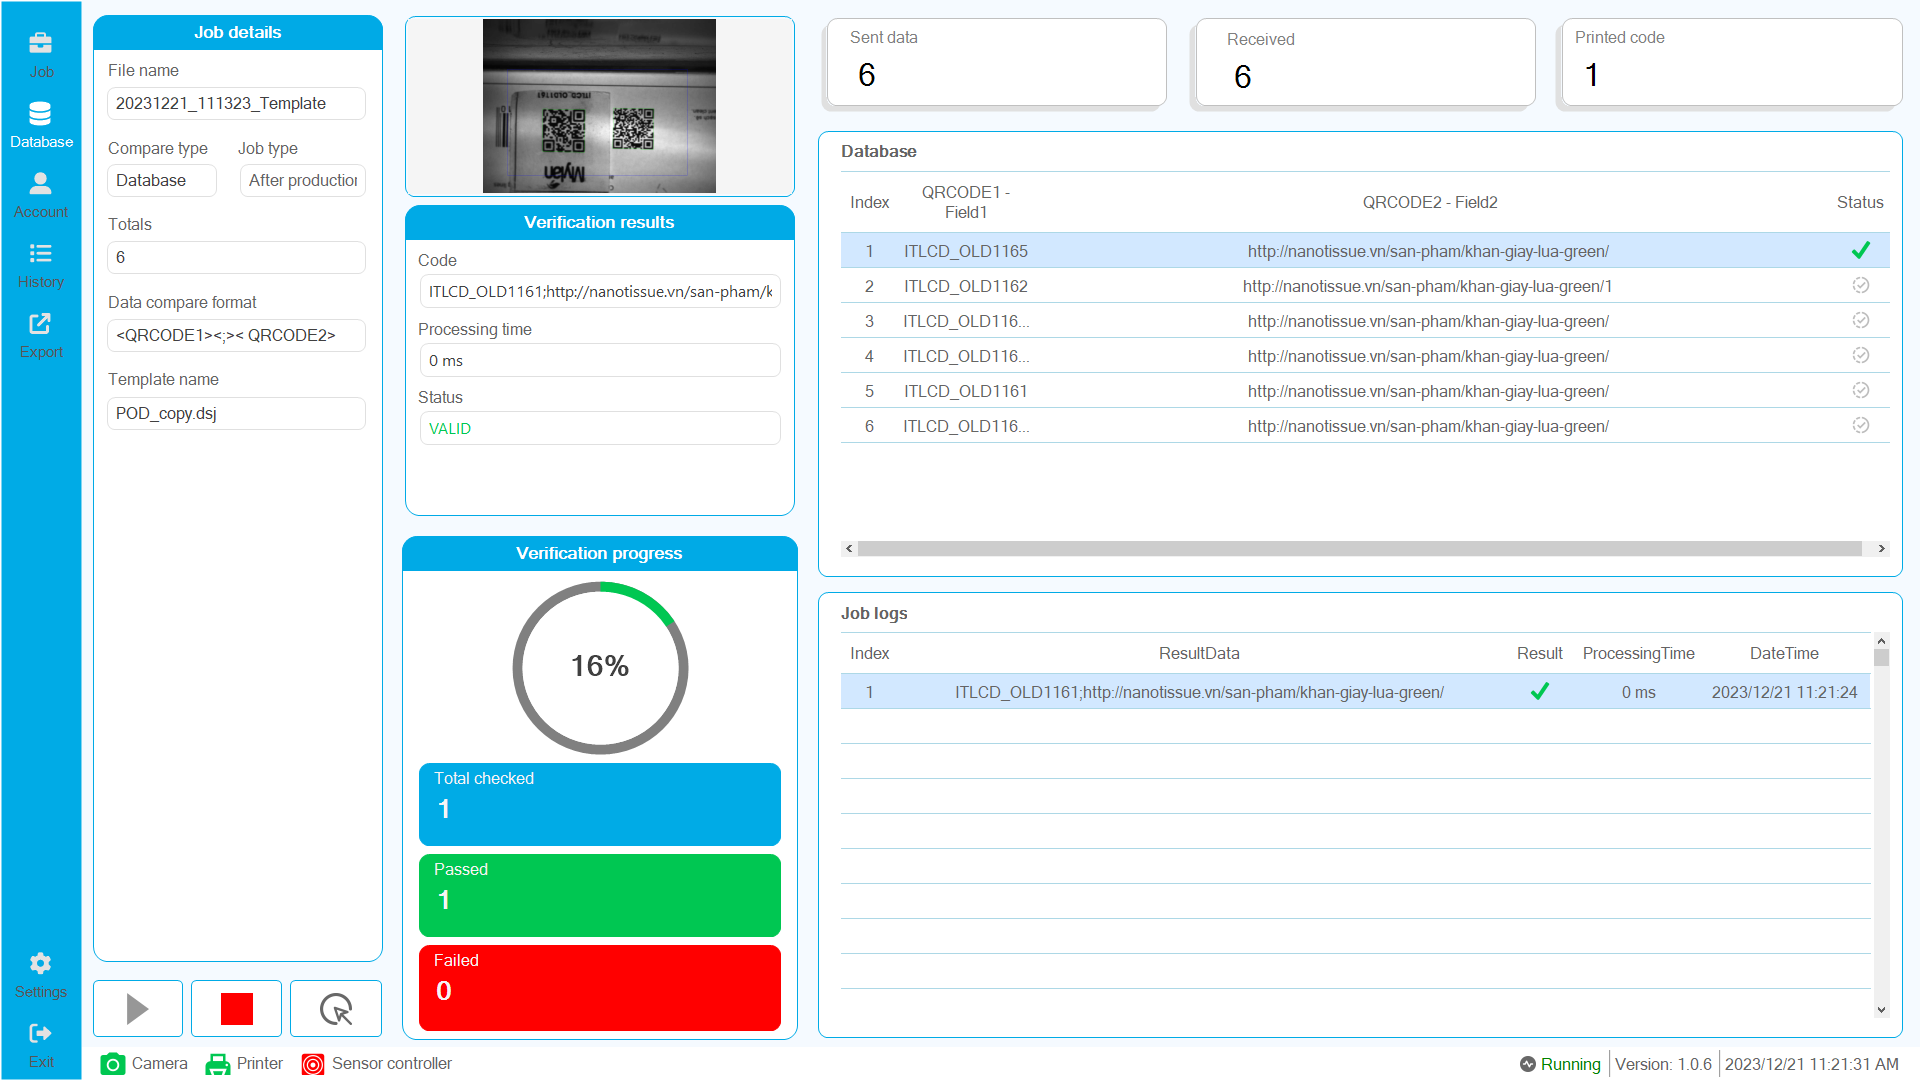 Job
Database
Account
History
Export
Settings
Exit
Job details
File name
20231221_111323_Template
Compare type
Job type
Database
After production
Totals
6
Data compare format
<QRCODE1><;>< QRCODE2>
Template name
POD_copy.dsj
ITLCD_OLD1161
Mylan
Verification results
Code
ITLCD_OLD1161;http://nanotissue.vn/san-pham/k
Processing time
0 ms
Status
VALID
Verification progress
16%
Total checked
1
Passed
1
Failed
0
Sent data
6
Received
6
Printed code
1
Database
Index QRCODE1 - Field1 QRCODE2 - Field2 Status
1 ITLCD_OLD1165 http://nanotissue.vn/san-pham/khan-giay-lua-green/
2 ITLCD_OLD1162 http://nanotissue.vn/san-pham/khan-giay-lua-green/1
3 ITLCD_OLD116... http://nanotissue.vn/san-pham/khan-giay-lua-green/
4 ITLCD_OLD116... http://nanotissue.vn/san-pham/khan-giay-lua-green/
5 ITLCD_OLD1161 http://nanotissue.vn/san-pham/khan-giay-lua-green/
6 ITLCD_OLD116... http://nanotissue.vn/san-pham/khan-giay-lua-green/
Job logs
Index ResultData Result ProcessingTime DateTime
1 ITLCD_OLD1161;http://nanotissue.vn/san-pham/khan-giay-lua-green/ 0 ms 2023/12/21 11:21:24
Camera Printer Sensor controller
Running Version: 1.0.6 2023/12/21 11:21:31 AM